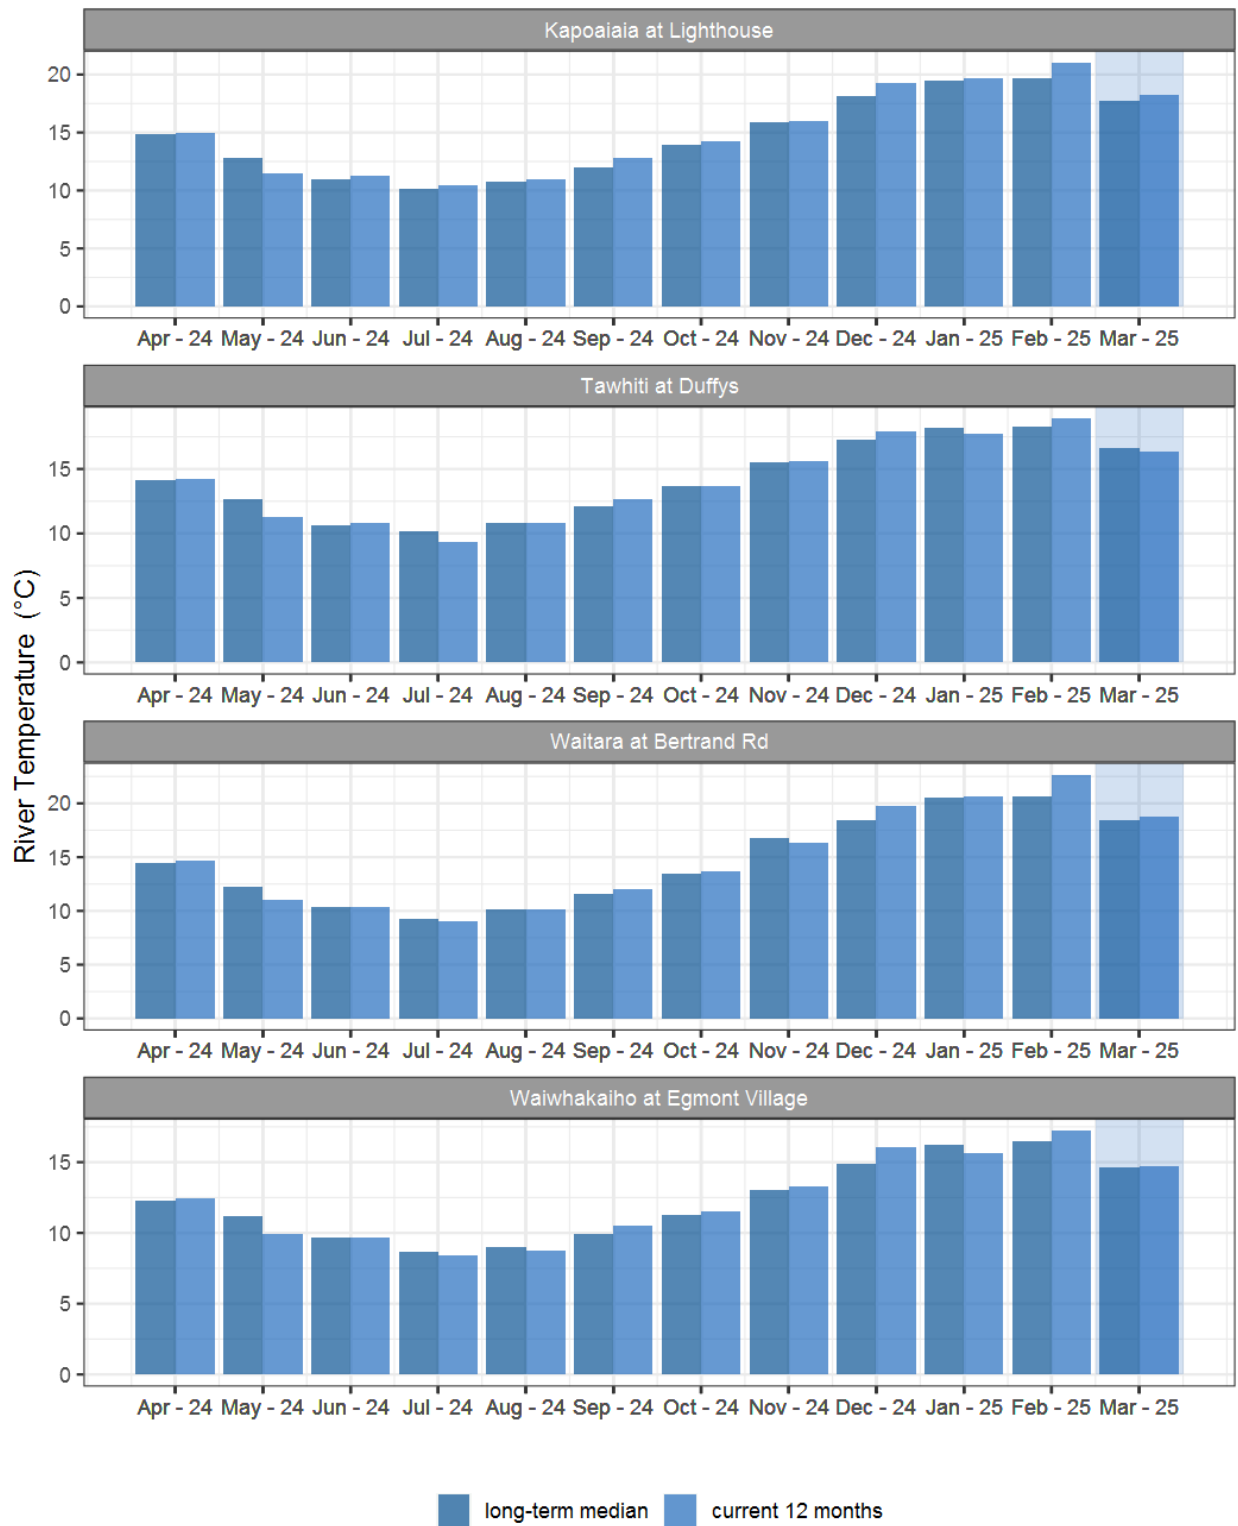 Kapoaiaia at Lighthouse
20
15
10
5
0
Apr - 24 May - 24 Jun - 24 Jul - 24 Aug - 24 Sep - 24 Oct - 24 Nov - 24 Dec - 24 Jan - 25 Feb - 25 Mar - 25
Tawhiti at Duffys
15
10
5
0
Apr - 24 May - 24 Jun - 24 Jul - 24 Aug - 24 Sep - 24 Oct - 24 Nov - 24 Dec - 24 Jan - 25 Feb - 25 Mar - 25
River Temperature (°C)
Waitara at Bertrand Rd
20
15
10
5
0
Apr - 24 May - 24 Jun - 24 Jul - 24 Aug - 24 Sep - 24 Oct - 24 Nov - 24 Dec - 24 Jan - 25 Feb - 25 Mar - 25
Waiwhakaiho at Egmont Village
15
10
5
0
Apr - 24 May - 24 Jun - 24 Jul - 24 Aug - 24 Sep - 24 Oct - 24 Nov - 24 Dec - 24 Jan - 25 Feb - 25 Mar - 25
long-term median current 12 months